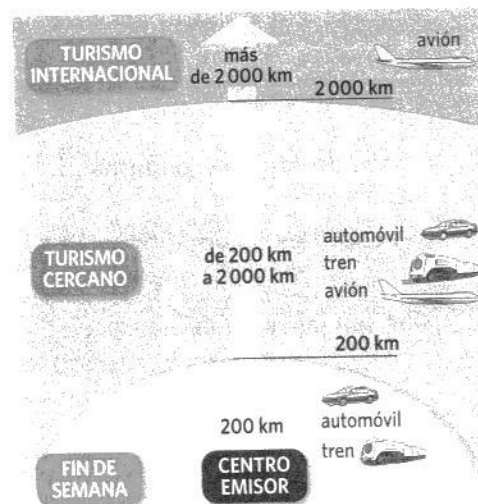 TURISMO
INTERNACIONAL
más
de 2 000 km
avión
2 000 km
TURISMO
CERCANO
de 200 km
a 2 000 km
automóvil
tren
avión
200 km
200 km
automóvil
tren
FIN DE
SEMANA
CENTRO
EMISOR